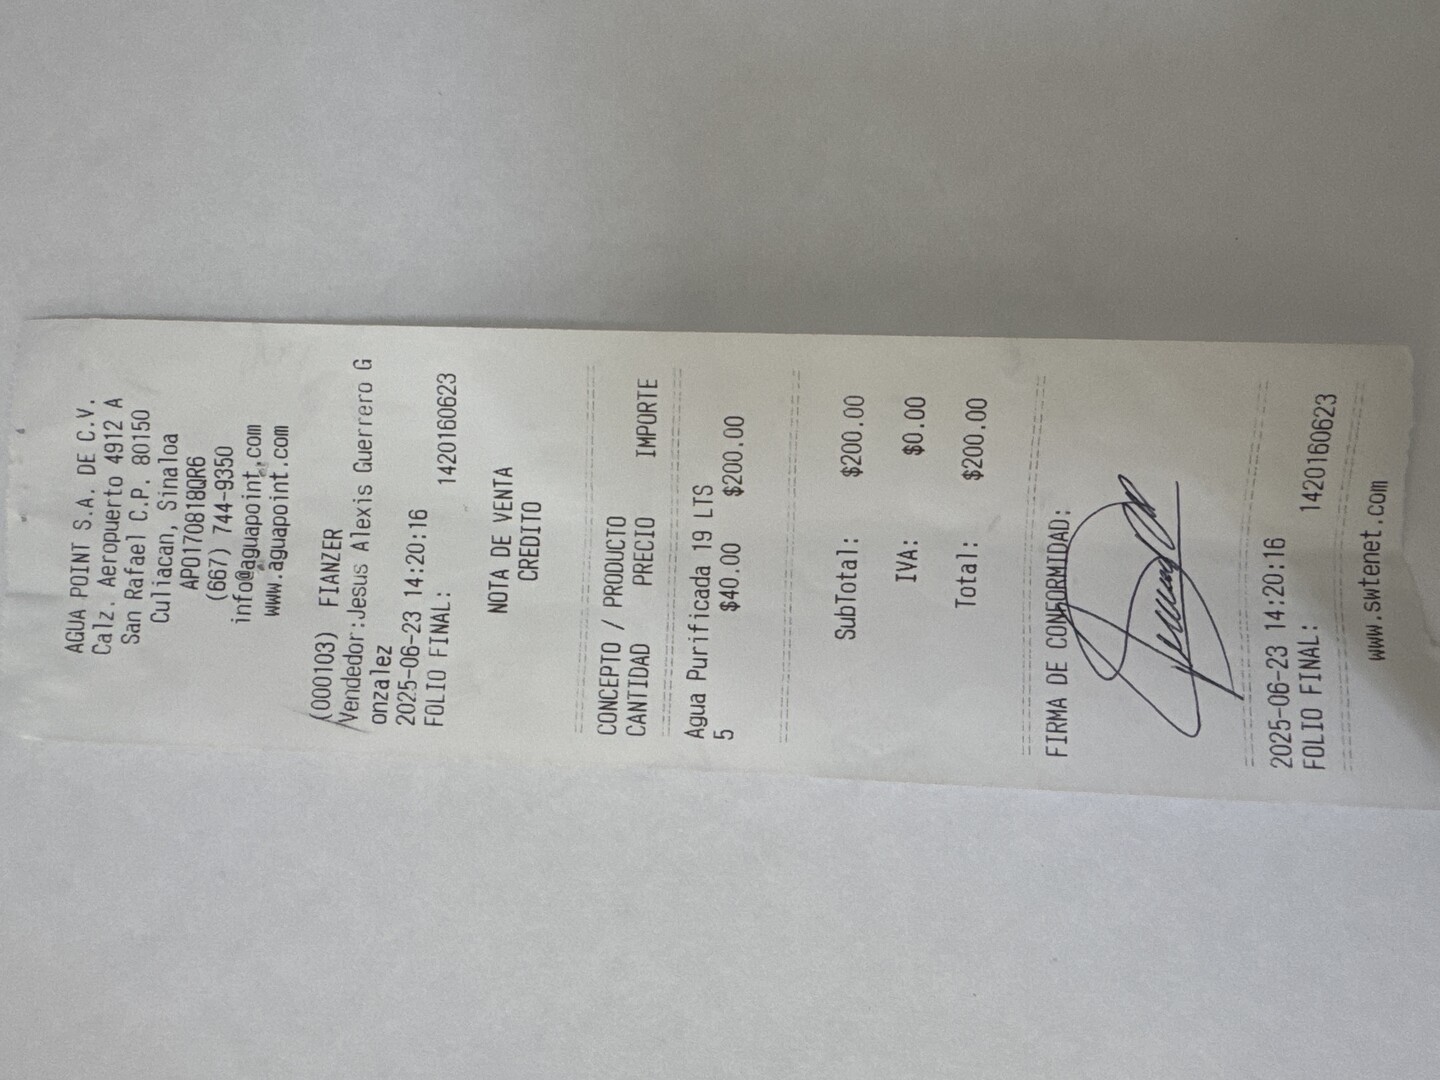 AGUA POINT S.A. DE C.V.
Calz. Aeropuerto 4912 A
San Rafael C.P. 80150
Culiacan, Sinaloa
APO170818QR6
(667) 744-9350
info@aguapoint.com
www.aguapoint.com
(000103) FIANZER
Vendedor:Jesus Alexis Guerrero G
onzalez
2025-06-23 14:20:16
FOLIO FINAL: 1420160623
NOTA DE VENTA
CREDITO
CONCEPTO / PRODUCTO
CANTIDAD PRECIO IMPORTE
Agua Purificada 19 LTS
5 $40.00 $200.00
SubTotal: $200.00
IVA: $0.00
Total: $200.00
FIRMA DE CONFORMIDAD:
2025-06-23 14:20:16
FOLIO FINAL: 1420160623
www.swtenet.com